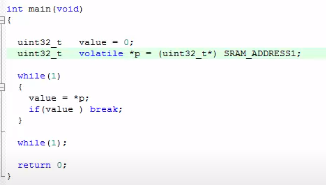 int main(void)
{
uint32_t value = 0;
uint32_t volatile *p = (uint32_t*) SRAM_ADDRESS1;
while(1)
{
value = *p;
if(value ) break;
}
while(1);
return 0;
}